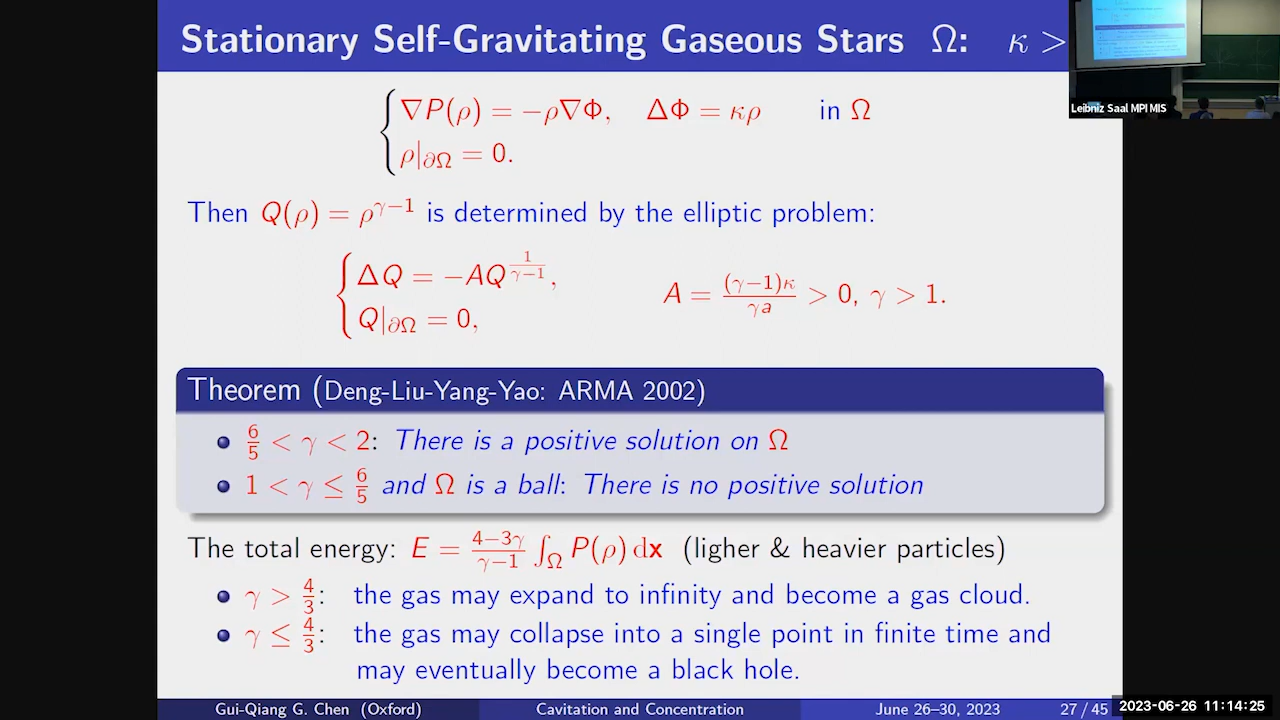 Stationary Self-Gravitating Gaseous Stars Ω: κ >
Leibniz Saal MPI MIS
∇P(ρ) = −ρ∇Φ, ΔΦ = κρ in Ω
ρ|∂Ω = 0.
Then Q(ρ) = ρ^{γ−1} is determined by the elliptic problem:
ΔQ = −AQ^{1/(γ−1)}, A = (γ−1)κ/γa > 0, γ > 1.
Q|∂Ω = 0,
Theorem (Deng-Liu-Yang-Yao: ARMA 2002)
6/5 < γ < 2: There is a positive solution on Ω
1 < γ ≤ 6/5 and Ω is a ball: There is no positive solution
The total energy: E = (4−3γ)/(γ−1) ∫_Ω P(ρ) dx (ligher & heavier particles)
γ > 4/3: the gas may expand to infinity and become a gas cloud.
γ ≤ 4/3: the gas may collapse into a single point in finite time and
may eventually become a black hole.
Gui-Qiang G. Chen (Oxford) Cavitation and Concentration June 26–30, 2023 27 / 45 2023-06-26 11:14:25